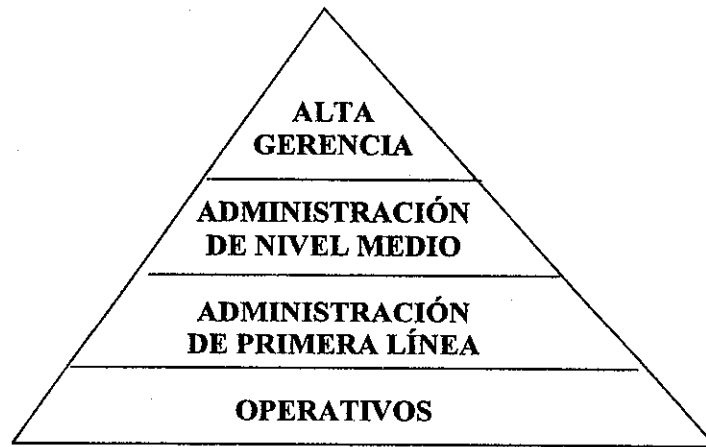 ALTA
GERENCIA
ADMINISTRACIÓN
DE NIVEL MEDIO
ADMINISTRACIÓN
DE PRIMERA LÍNEA
OPERATIVOS